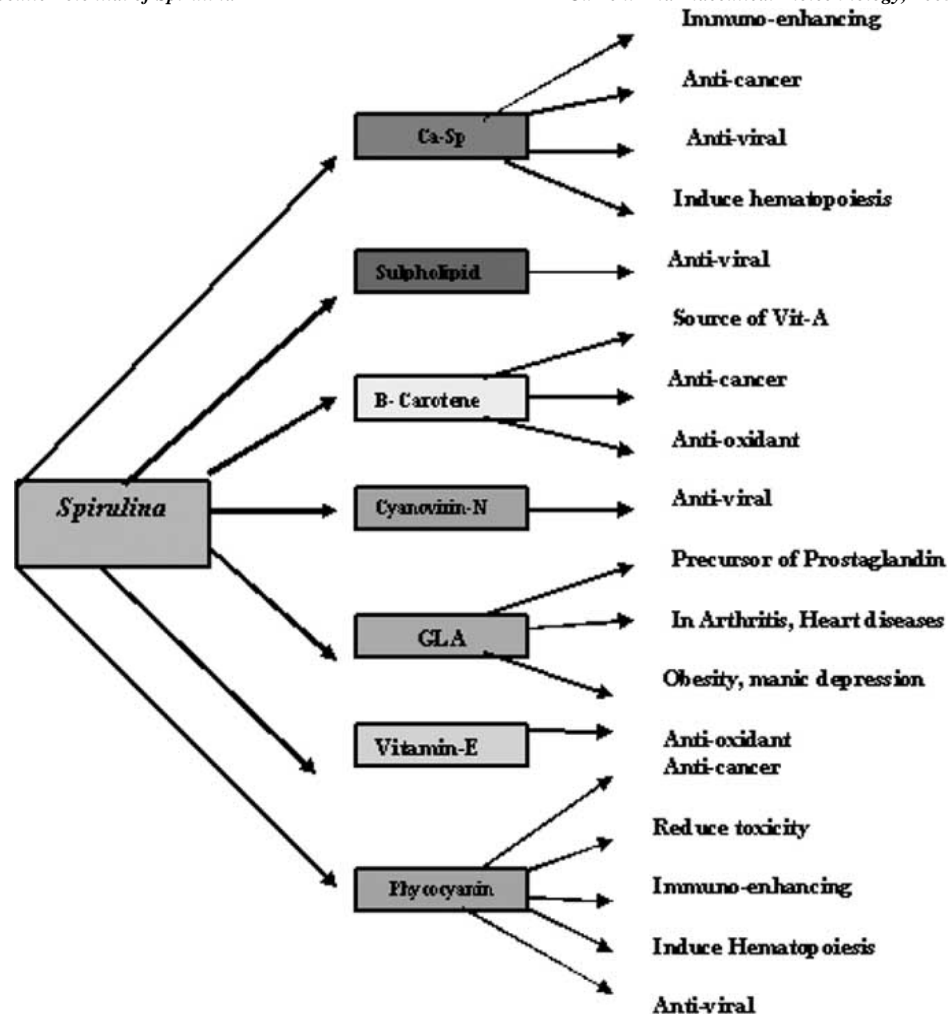 of
Immuno-enhancing
Anti-cancer
Ca-Sp
Anti-viral
Induce hematopoiesis
Sulpholipid
Anti-viral
Source of Vit-A
B- Carotene
Anti-cancer
Anti-oxidant
Spirulina
Cyanovirin-N
Anti-viral
Precursor of Prostaglandin
GLA
In Arthritis, Heart diseases
Obesity, manic depression
Vitamin-E
Anti-oxidant
Anti-cancer
Reduce toxicity
Phycocyanin
Immuno-enhancing
Induce Hematopoiesis
Anti-viral